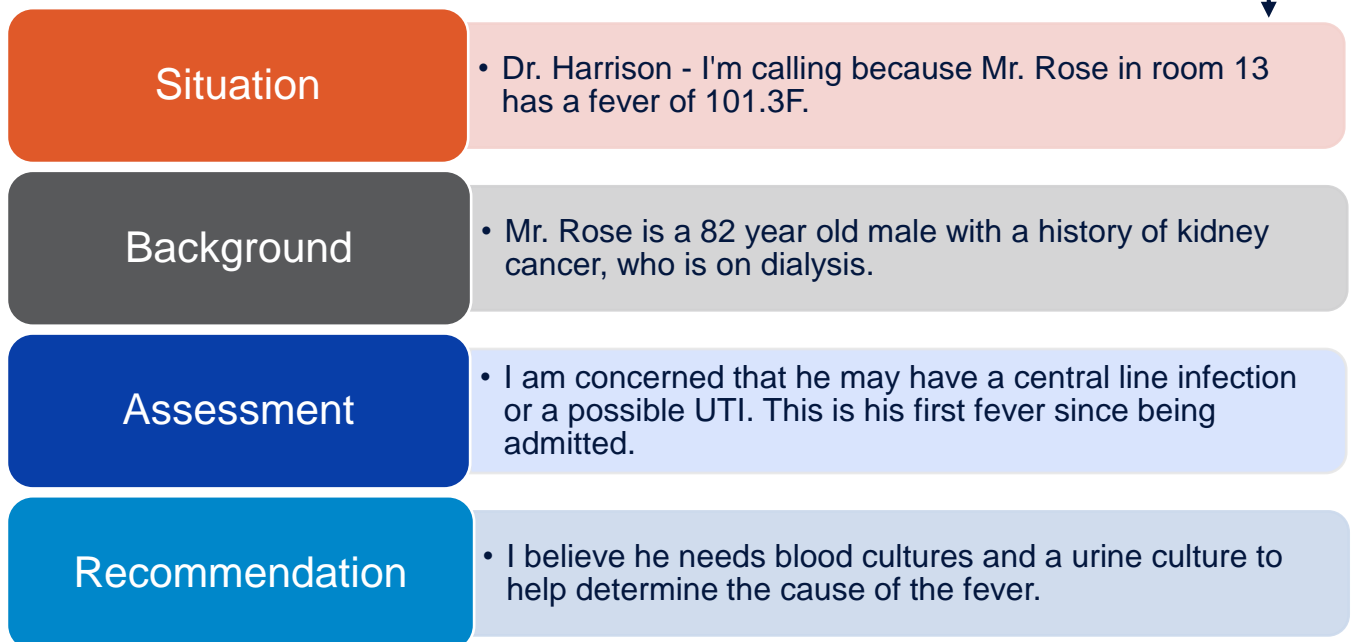 Situation
• Dr. Harrison - I'm calling because Mr. Rose in room 13
has a fever of 101.3F.
Background
• Mr. Rose is a 82 year old male with a history of kidney
cancer, who is on dialysis.
Assessment
• I am concerned that he may have a central line infection
or a possible UTI. This is his first fever since being
admitted.
Recommendation
• I believe he needs blood cultures and a urine culture to
help determine the cause of the fever.